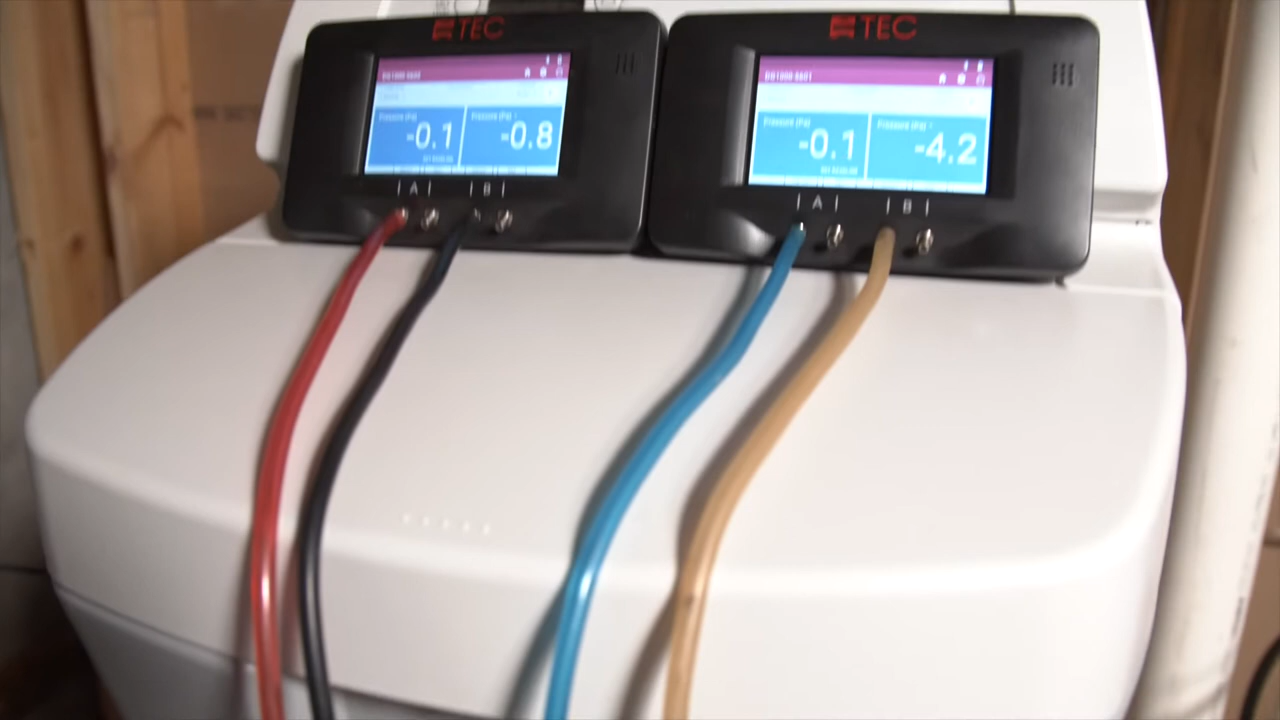 TEC
Pressure (Pa)
-0.1
Pressure (Pa)
-0.8
| A | | B |
TEC
Pressure (Pa)
-0.1
Pressure (Pa)
-4.2
| A | | B |